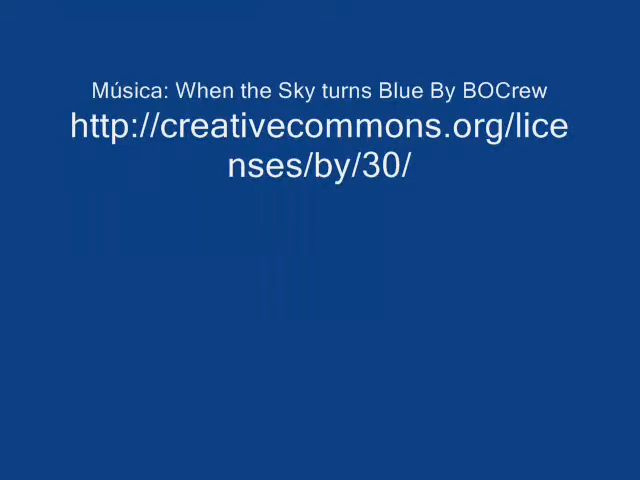 Música: When the Sky turns Blue By BOCrew
http://creativecommons.org/lice
nses/by/30/